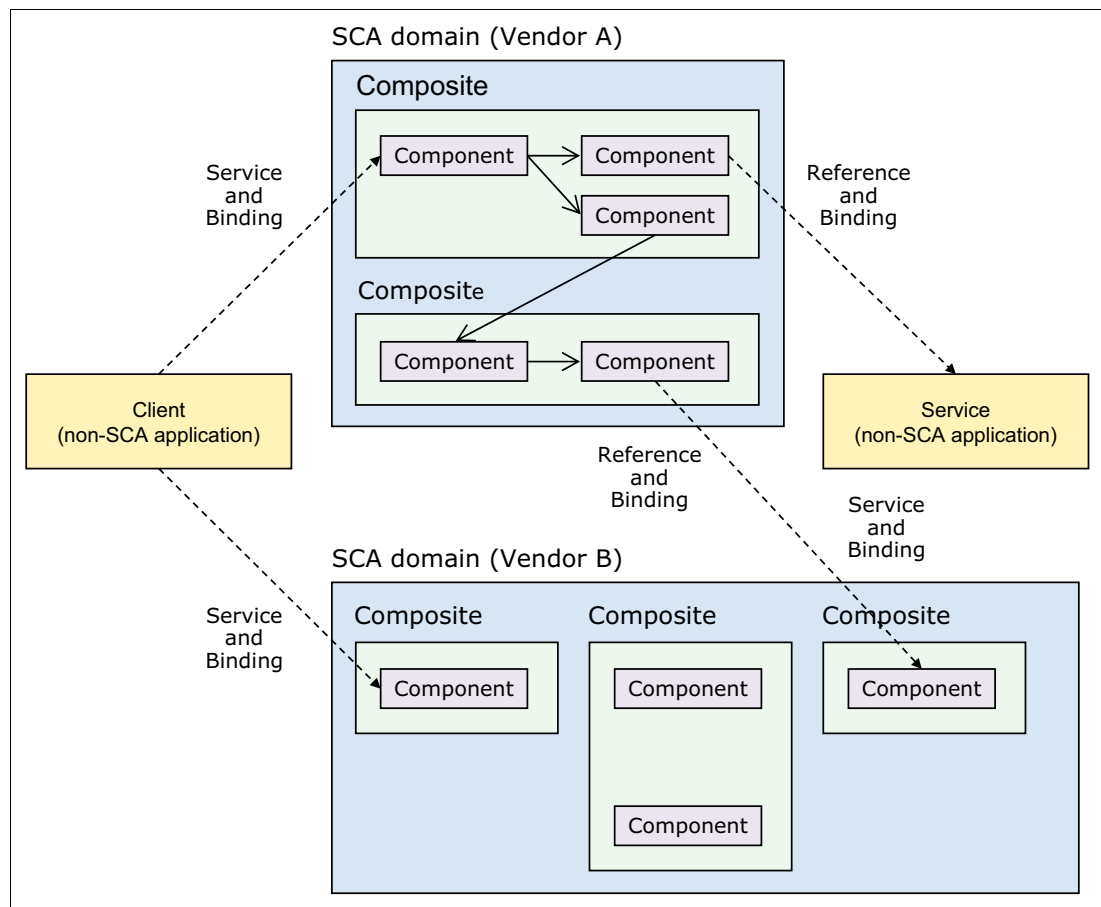 SCA domain (Vendor A)
Composite
Component
Component
Component
Service
and
Binding
Reference
and
Binding
Composite
Component
Component
Client
(non-SCA application)
Service
(non-SCA application)
Reference
and
Binding
Service
and
Binding
SCA domain (Vendor B)
Service
and
Binding
Composite
Composite
Composite
Component
Component
Component
Component